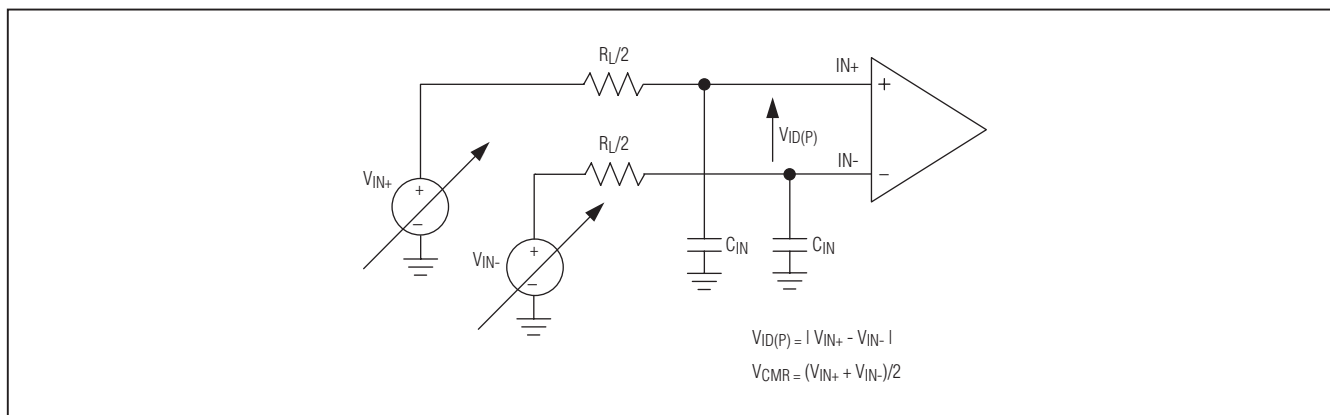 RL/2
IN+
+
VID(P)
RL/2
IN-
−
VIN+
+
−
VIN-
+
−
CIN
CIN
VID(P) = | VIN+ - VIN- |
VCMR = (VIN+ + VIN-)/2